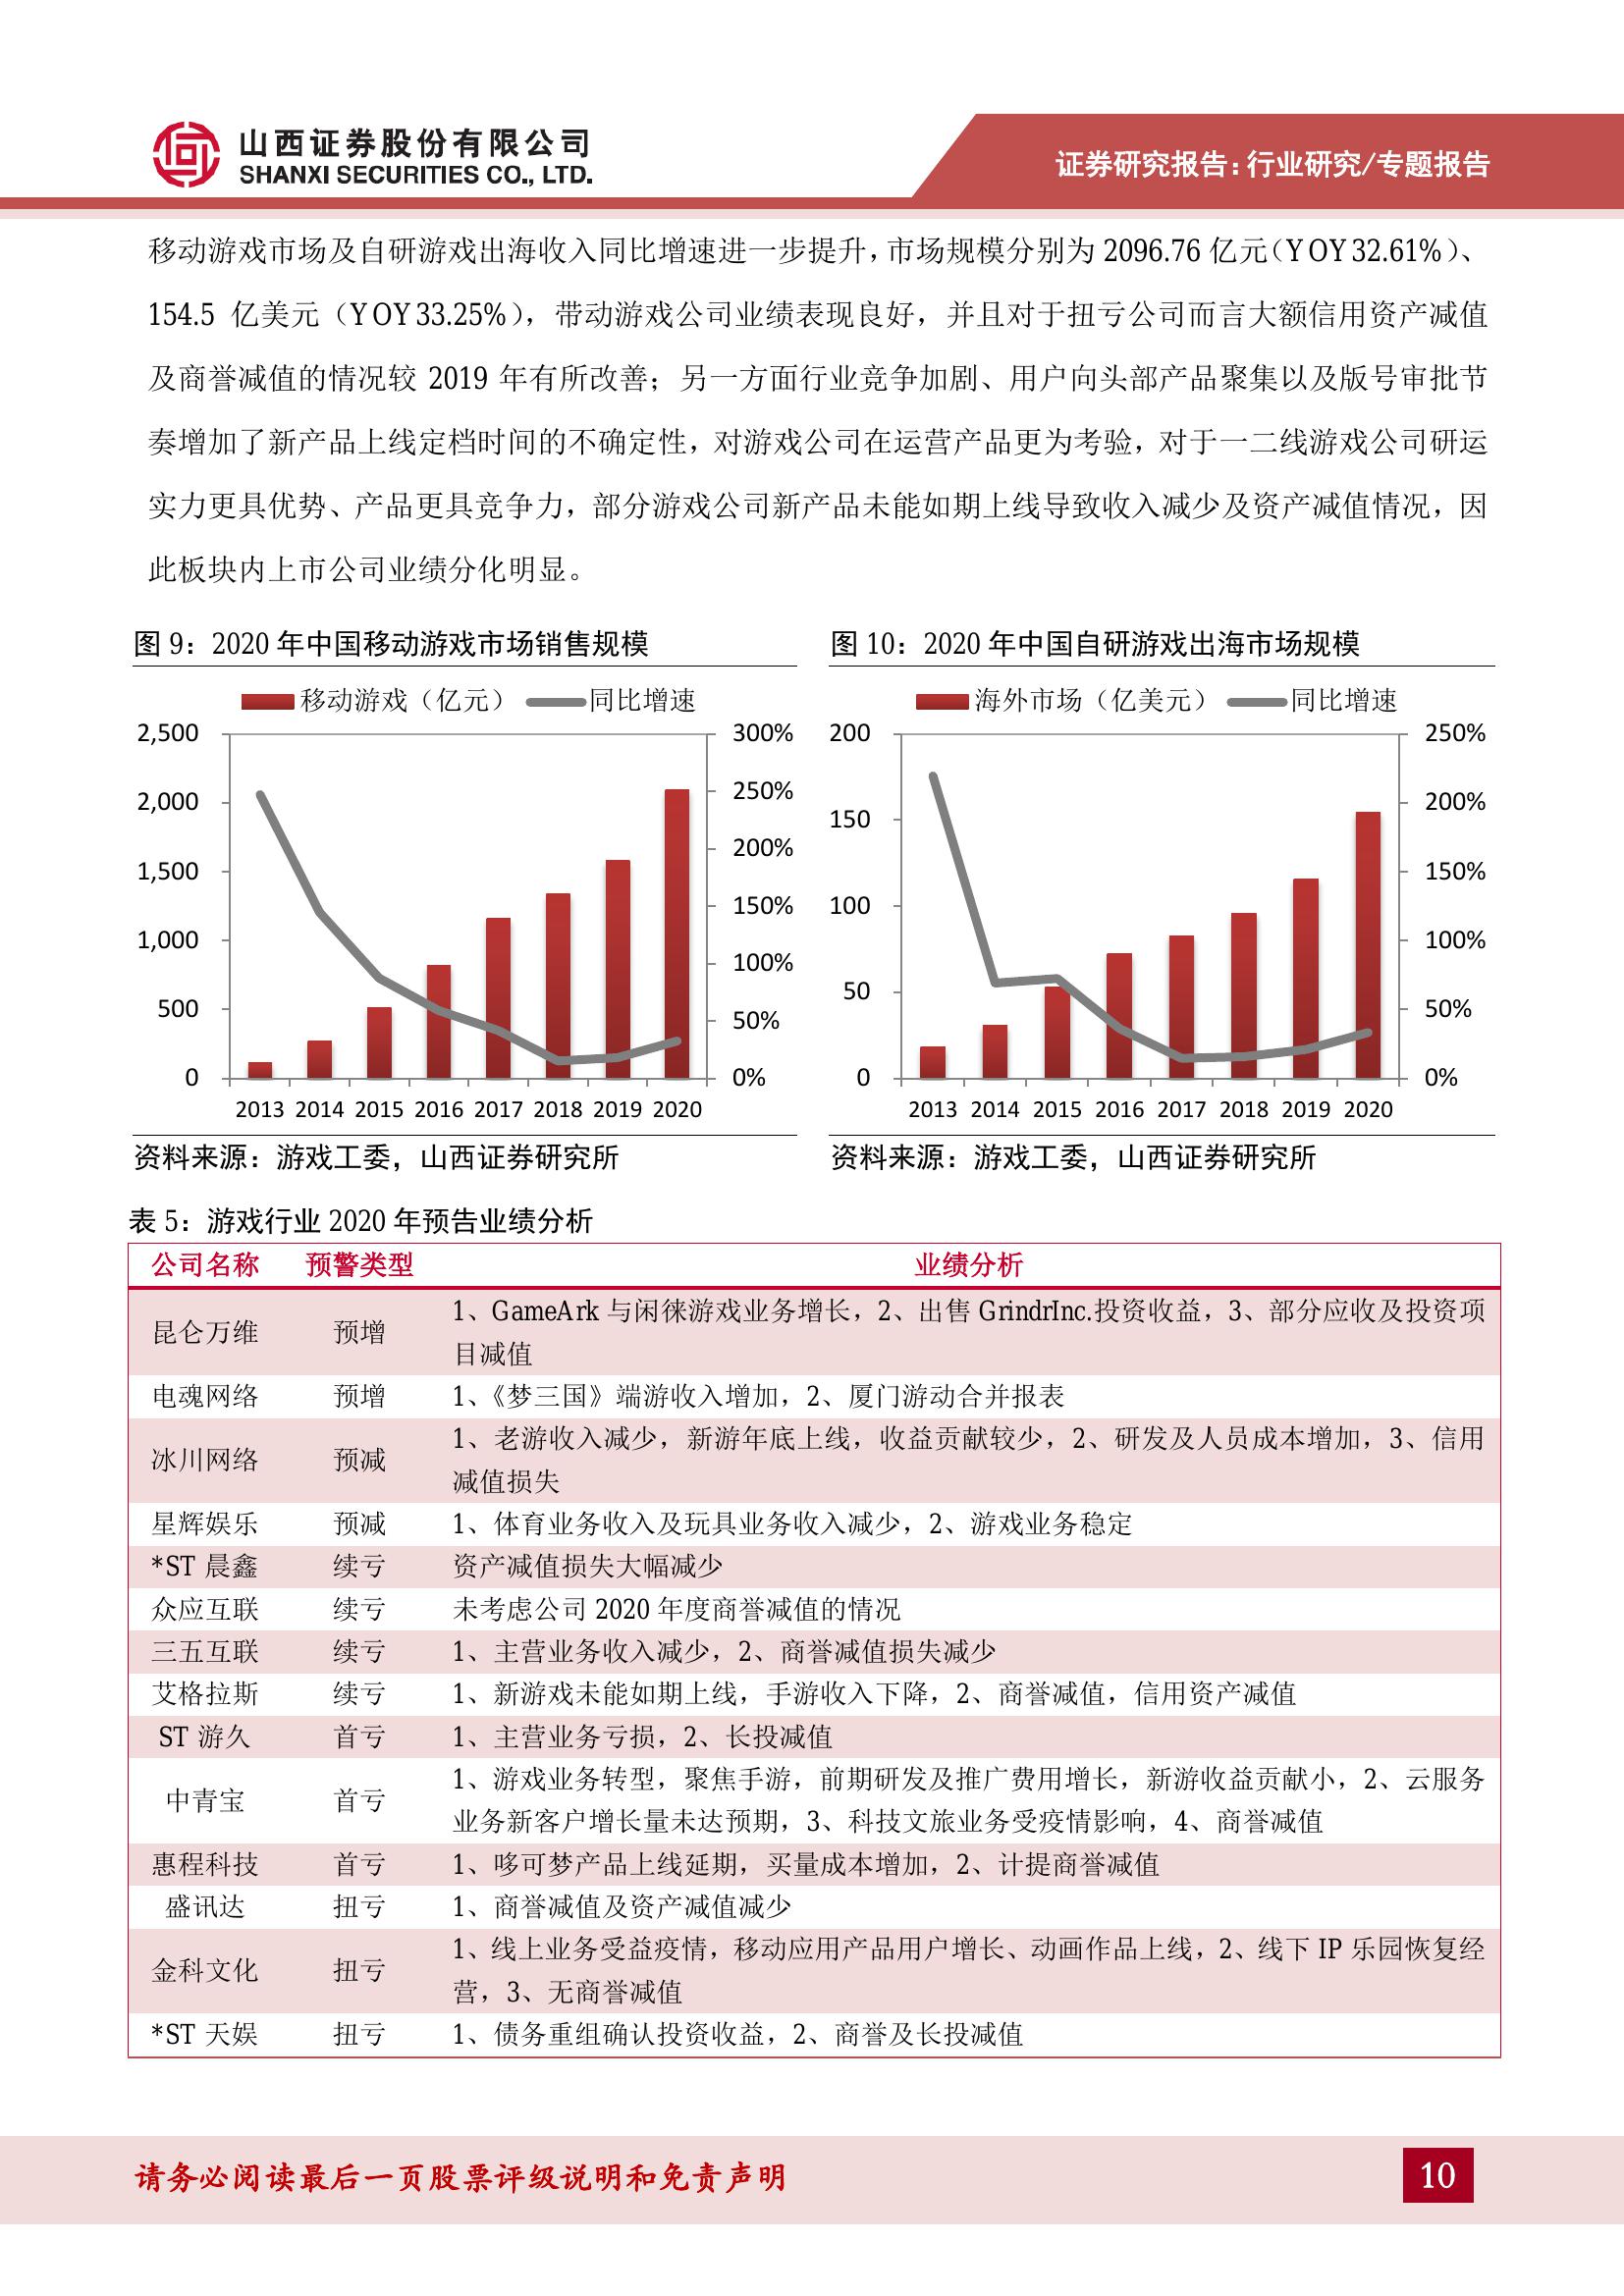 山西证券股份有限公司
SHANXI SECURITIES CO., LTD.
证券研究报告:行业研究/专题报告
移动游戏市场及自研游戏出海收入同比增速进一步提升，市场规模分别为 2096.76 亿元（YOY32.61%）、
154.5 亿美元（YOY33.25%），带动游戏公司业绩表现良好，并且对于扭亏公司而言大额信用资产减值
及商誉减值的情况较 2019 年有所改善；另一方面行业竞争加剧、用户向头部产品聚集以及版号审批节
奏增加了新产品上线定档时间的不确定性，对游戏公司在运营产品更为考验，对于一二线游戏公司研运
实力更具优势、产品更具竞争力，部分游戏公司新产品未能如期上线导致收入减少及资产减值情况，因
此板块内上市公司业绩分化明显。
图 9：2020 年中国移动游戏市场销售规模
移动游戏（亿元） 同比增速
2,500
2,000
1,500
1,000
500
0
300%
250%
200%
150%
100%
50%
0%
2013 2014 2015 2016 2017 2018 2019 2020
资料来源：游戏工委，山西证券研究所
图 10：2020 年中国自研游戏出海市场规模
海外市场（亿美元） 同比增速
200
150
100
50
0
250%
200%
150%
100%
50%
0%
2013 2014 2015 2016 2017 2018 2019 2020
资料来源：游戏工委，山西证券研究所
表 5：游戏行业 2020 年预告业绩分析
公司名称 预警类型 业绩分析
昆仑万维 预增 1、GameArk 与闲徕游戏业务增长，2、出售 GrindrInc.投资收益，3、部分应收及投资项
目减值
电魂网络 预增 1、《梦三国》端游收入增加，2、厦门游动合并报表
冰川网络 预减 1、老游收入减少，新游年底上线，收益贡献较少，2、研发及人员成本增加，3、信用
减值损失
星辉娱乐 预减 1、体育业务收入及玩具业务收入减少，2、游戏业务稳定
*ST 晨鑫 续亏 资产减值损失大幅减少
众应互联 续亏 未考虑公司 2020 年度商誉减值的情况
三五互联 续亏 1、主营业务收入减少，2、商誉减值损失减少
艾格拉斯 续亏 1、新游戏未能如期上线，手游收入下降，2、商誉减值，信用资产减值
ST 游久 首亏 1、主营业务亏损，2、长投减值
中青宝 首亏 1、游戏业务转型，聚焦手游，前期研发及推广费用增长，新游收益贡献小，2、云服务
业务新客户增长量未达预期，3、科技文旅业务受疫情影响，4、商誉减值
惠程科技 首亏 1、哆可梦产品上线延期，买量成本增加，2、计提商誉减值
盛讯达 扭亏 1、商誉减值及资产减值减少
金科文化 扭亏 1、线上业务受益疫情，移动应用产品用户增长、动画作品上线，2、线下 IP 乐园恢复经
营，3、无商誉减值
*ST 天娱 扭亏 1、债务重组确认投资收益，2、商誉及长投减值
请务必阅读最后一页股票评级说明和免责声明
10